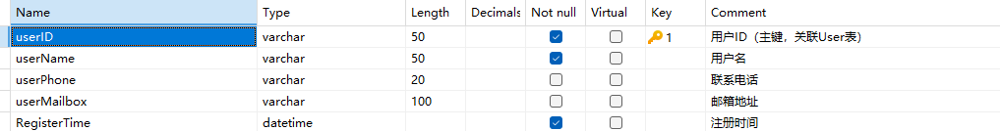 Name Type Length Decimals Not null Virtual Key Comment
userID varchar 50 1 用户ID（主键，关联User表）
userName varchar 50 用户名
userPhone varchar 20 联系电话
userMailbox varchar 100 邮箱地址
RegisterTime datetime 注册时间